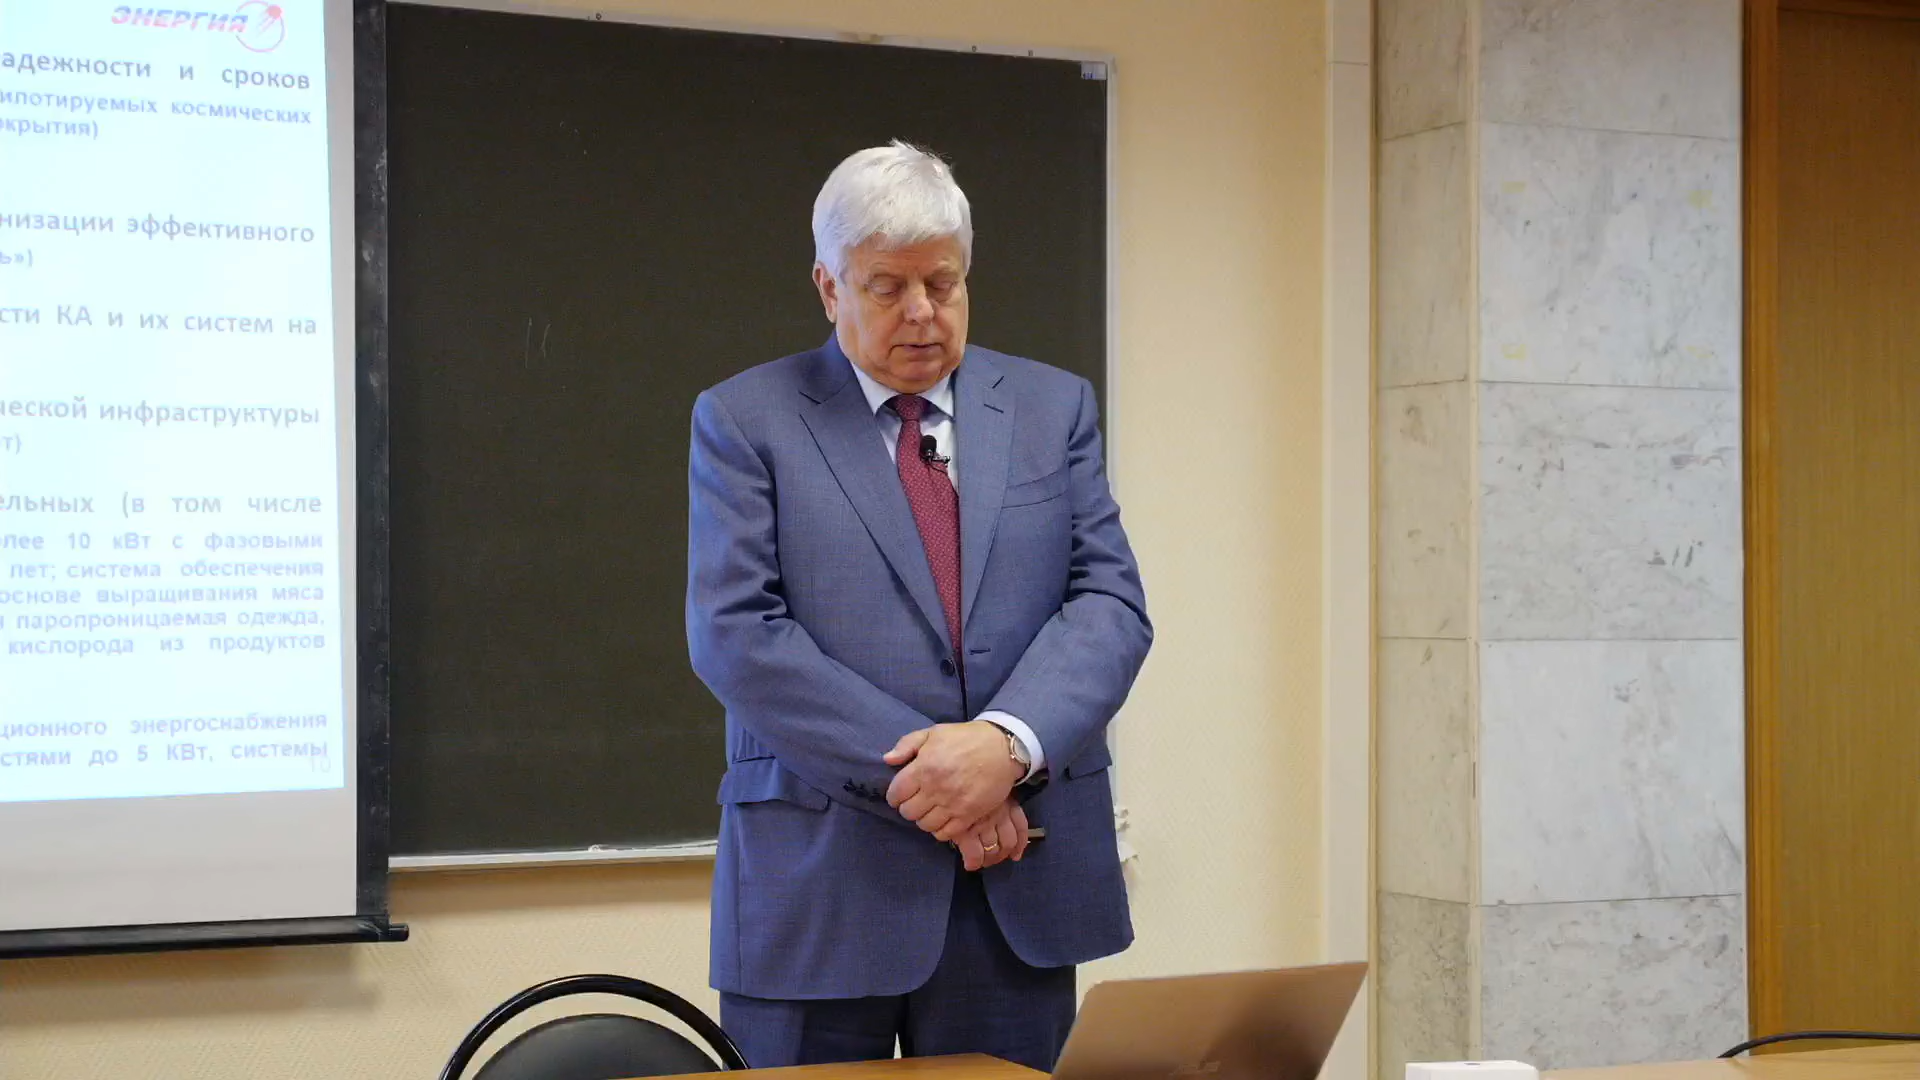 ЭНЕРГИЯ
адежности и сроков
ипотируемых космических
крытия)
низации эффективного
ь»)
сти КА и их систем на
ческой инфраструктуры
т)
ельных (в том числе
олее 10 кВт с фазовыми
лет; система обеспечения
основе выращивания мяса
я паропроницаемая одежда,
кислорода из продуктов
ционного энергоснабжения
стями до 5 КВт, системы
10